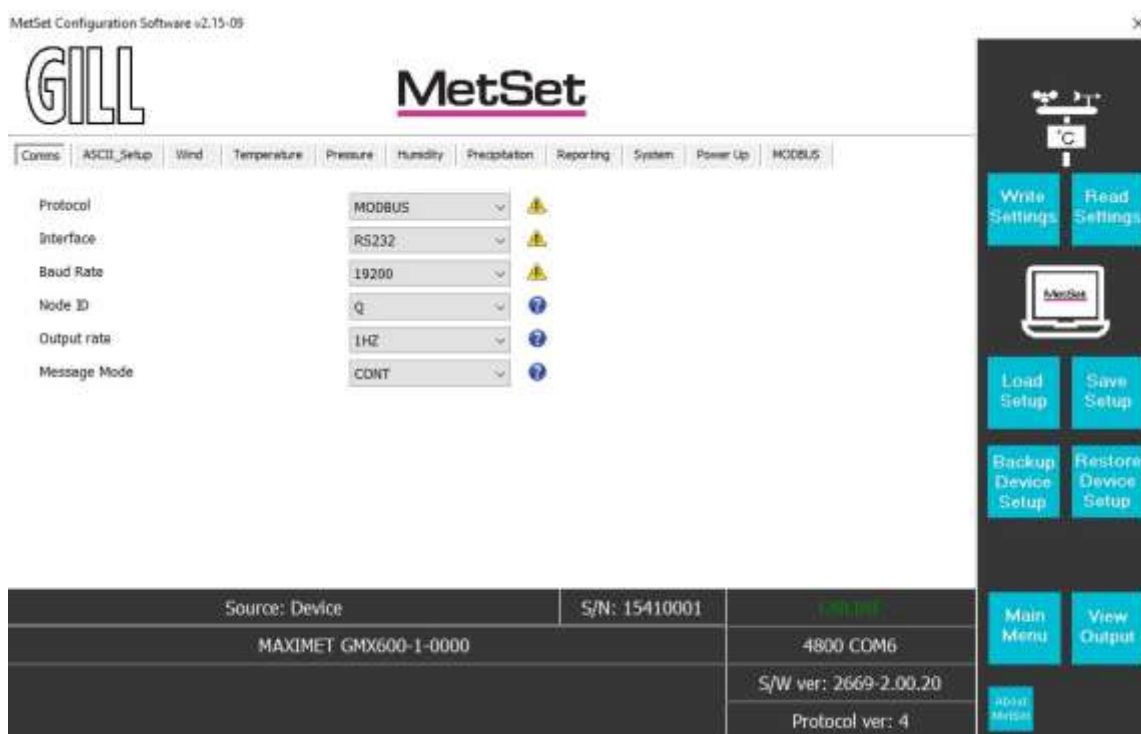 MetSet Configuration Software v2.15-09
GILL
MetSet
Comms ASCII_Setup Wind Temperature Pressure Humidity Precipitation Reporting System Power Up MODBUS
Protocol MODBUS
Interface RS232
Baud Rate 19200
Node ID Q
Output rate 1HZ
Message Mode CONT
°C
Write Settings
Read Settings
MetSet
Load Setup
Save Setup
Backup Device Setup
Restore Device Setup
Main Menu
View Output
About MetSet
Source: Device S/N: 15410001
MAXIMET GMX600-1-0000 4800 COM6
S/W ver: 2669-2.00.20
Protocol ver: 4